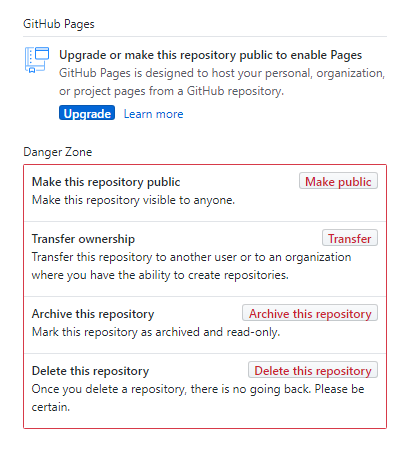 GitHub Pages
Upgrade or make this repository public to enable Pages
GitHub Pages is designed to host your personal, organization,
or project pages from a GitHub repository.
Upgrade Learn more
Danger Zone
Make this repository public Make public
Make this repository visible to anyone.
Transfer ownership Transfer
Transfer this repository to another user or to an organization
where you have the ability to create repositories.
Archive this repository Archive this repository
Mark this repository as archived and read-only.
Delete this repository Delete this repository
Once you delete a repository, there is no going back. Please be
certain.